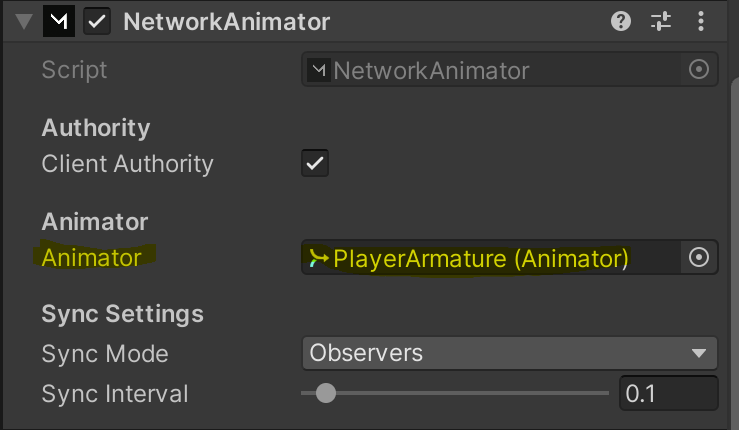 NetworkAnimator
Script NetworkAnimator
Authority
Client Authority
Animator
Animator PlayerArmature (Animator)
Sync Settings
Sync Mode Observers
Sync Interval 0.1